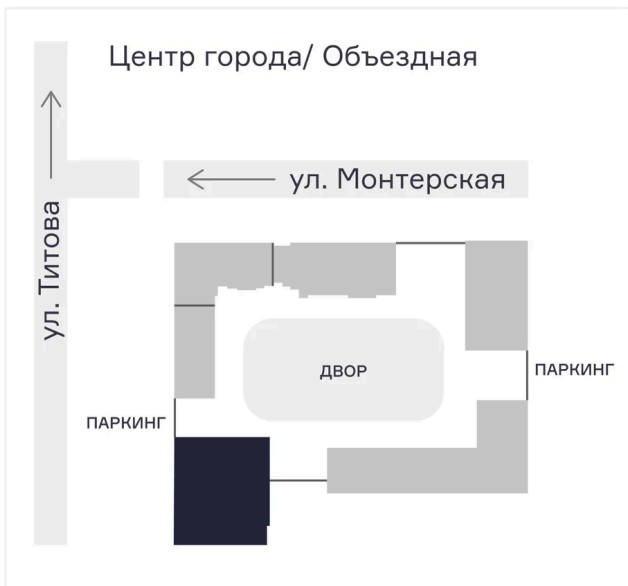 Центр города/ Объездная
ул. Монтерская
ул. Титова
ДВОР
ПАРКИНГ
ПАРКИНГ